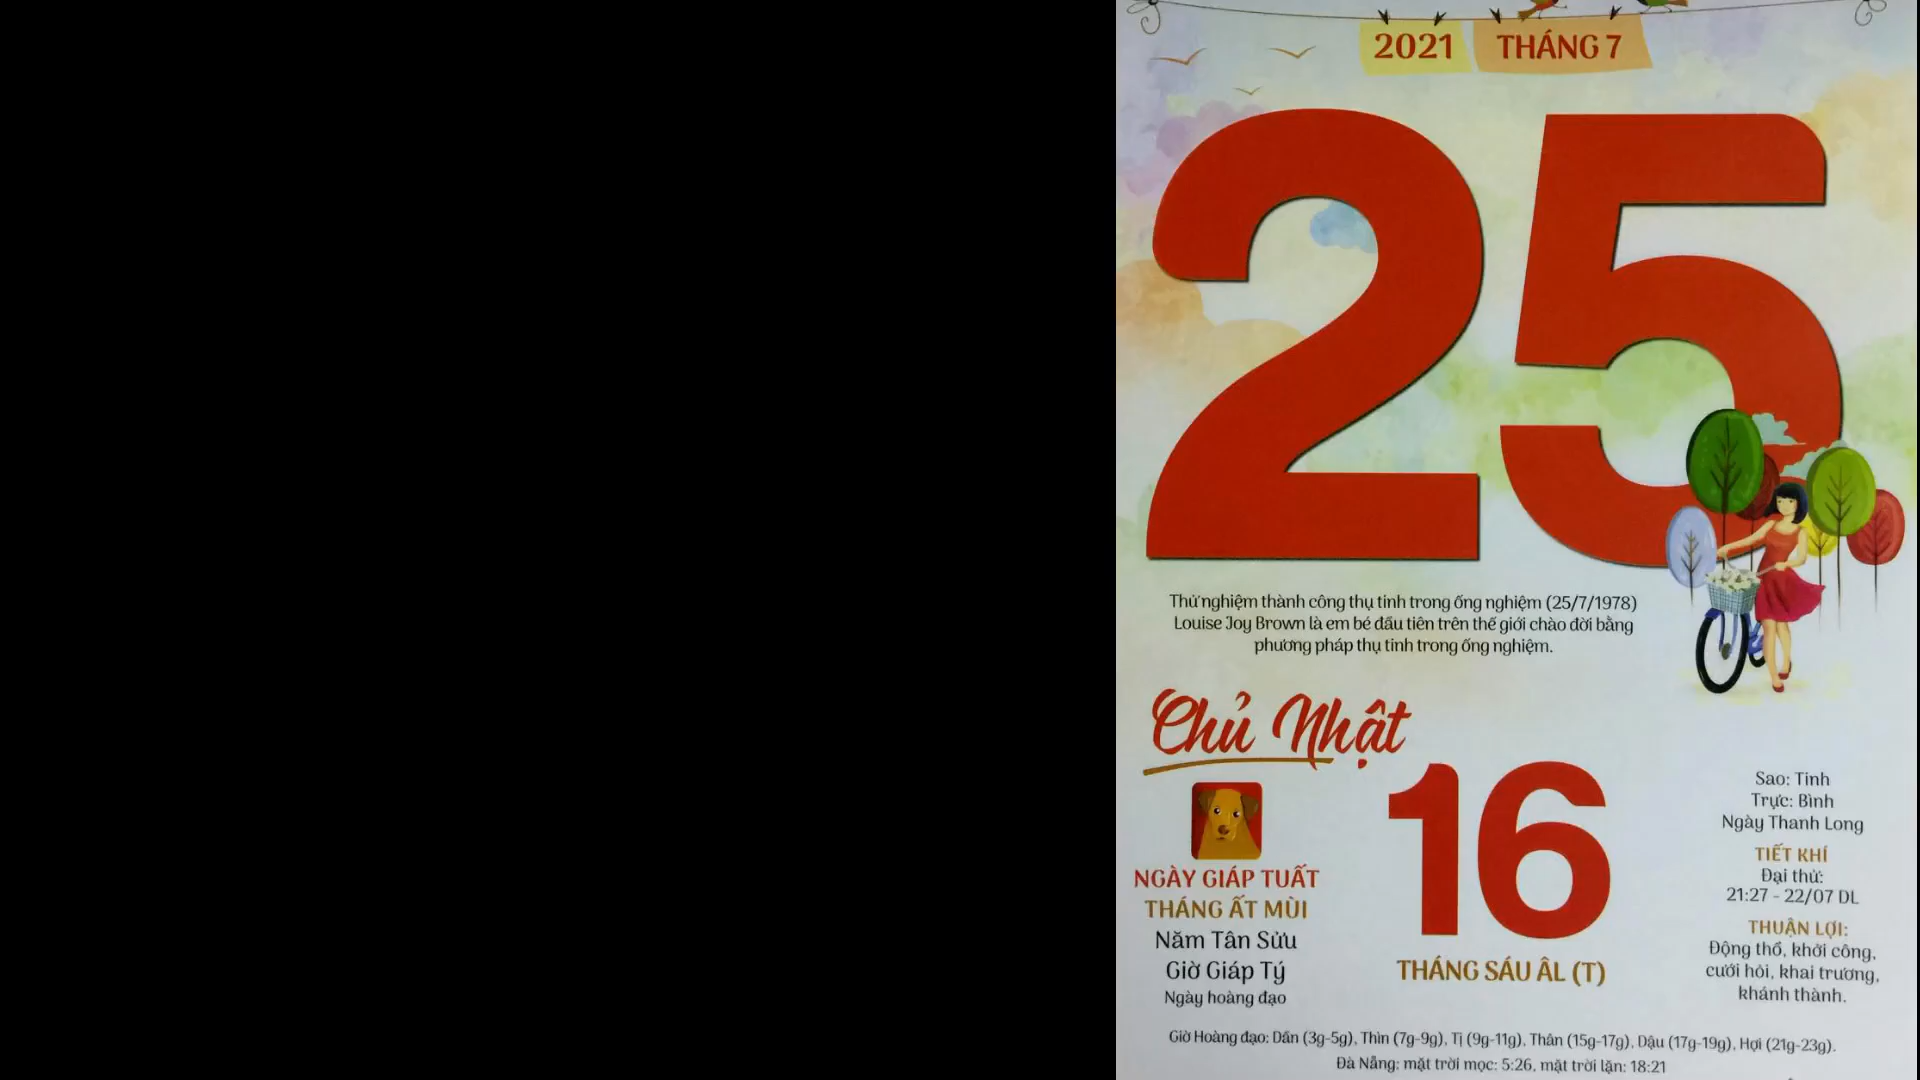 2021 THÁNG 7
25
Thử nghiệm thành công thụ tinh trong ống nghiệm (25/7/1978)
Louise Joy Brown là em bé đầu tiên trên thế giới chào đời bằng
phương pháp thụ tinh trong ống nghiệm.
Chủ Nhật
NGÀY GIÁP TUẤT
THÁNG ẤT MÙI
Năm Tân Sửu
Giờ Giáp Tý
Ngày hoàng đạo
16
THÁNG SÁU ÂL (T)
Sao: Tinh
Trực: Bình
Ngày Thanh Long
TIẾT KHÍ
Đại thử:
21:27 - 22/07 DL
THUẬN LỢI:
Động thổ, khởi công,
cưới hỏi, khai trương,
khánh thành.
Giờ Hoàng đạo: Dần (3g-5g), Thìn (7g-9g), Tị (9g-11g), Thân (15g-17g), Dậu (17g-19g), Hợi (21g-23g).
Đà Nẵng: mặt trời mọc: 5:26, mặt trời lặn: 18:21